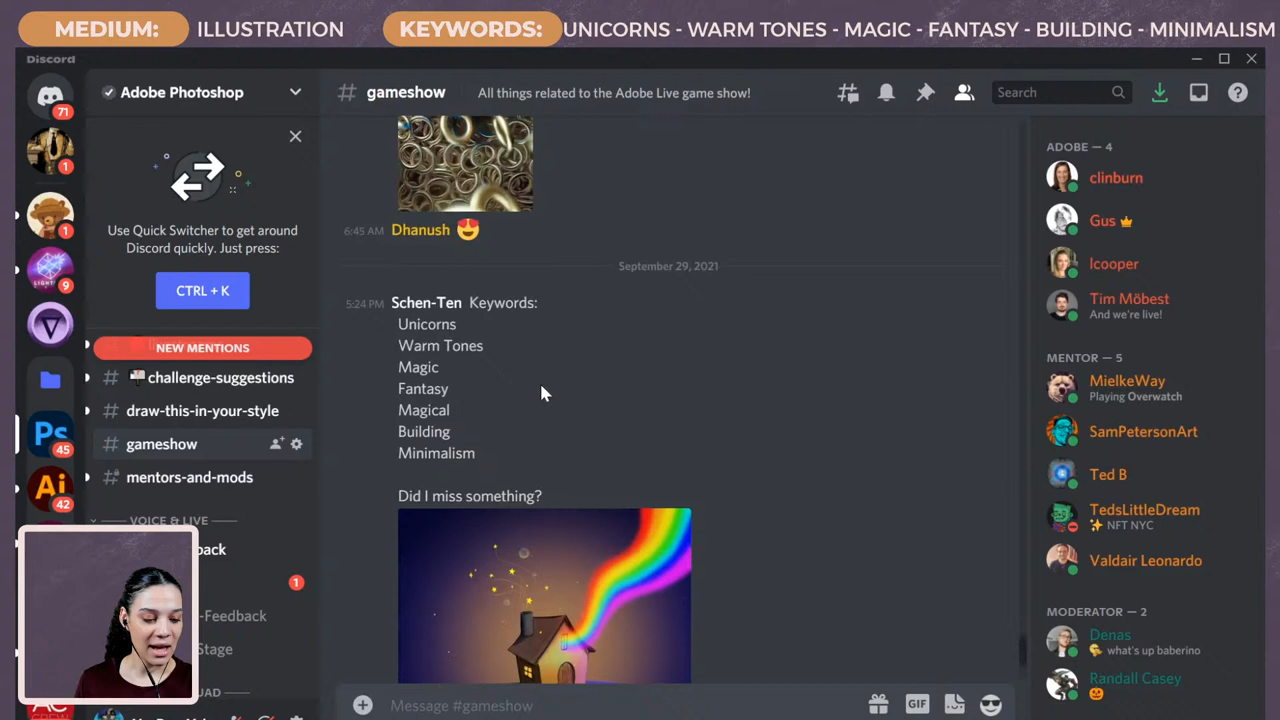 MEDIUM: ILLUSTRATION KEYWORDS: UNICORNS - WARM TONES - MAGIC - FANTASY - BUILDING - MINIMALISM
Discord
71
1
1
9
45
42
Adobe Photoshop
Use Quick Switcher to get around
Discord quickly. Just press:
CTRL + K
NEW MENTIONS
challenge-suggestions
draw-this-in-your-style
gameshow
mentors-and-mods
VOICE & LIVE
back
1
-Feedback
Stage
UAD
Ps
Ai
AC
# gameshow All things related to the Adobe Live game show!
Search
6:45 AM Dhanush
September 29, 2021
5:24 PM Schen-Ten Keywords:
Unicorns
Warm Tones
Magic
Fantasy
Magical
Building
Minimalism
Did I miss something?
Message #gameshow
GIF
ADOBE — 4
clinburn
Gus
lcooper
Tim Möbest
And we're live!
MENTOR — 5
MielkeWay
Playing Overwatch
SamPetersonArt
Ted B
TedsLittleDream
NFT NYC
Valdair Leonardo
MODERATOR — 2
Denas
what's up baberino
Randall Casey